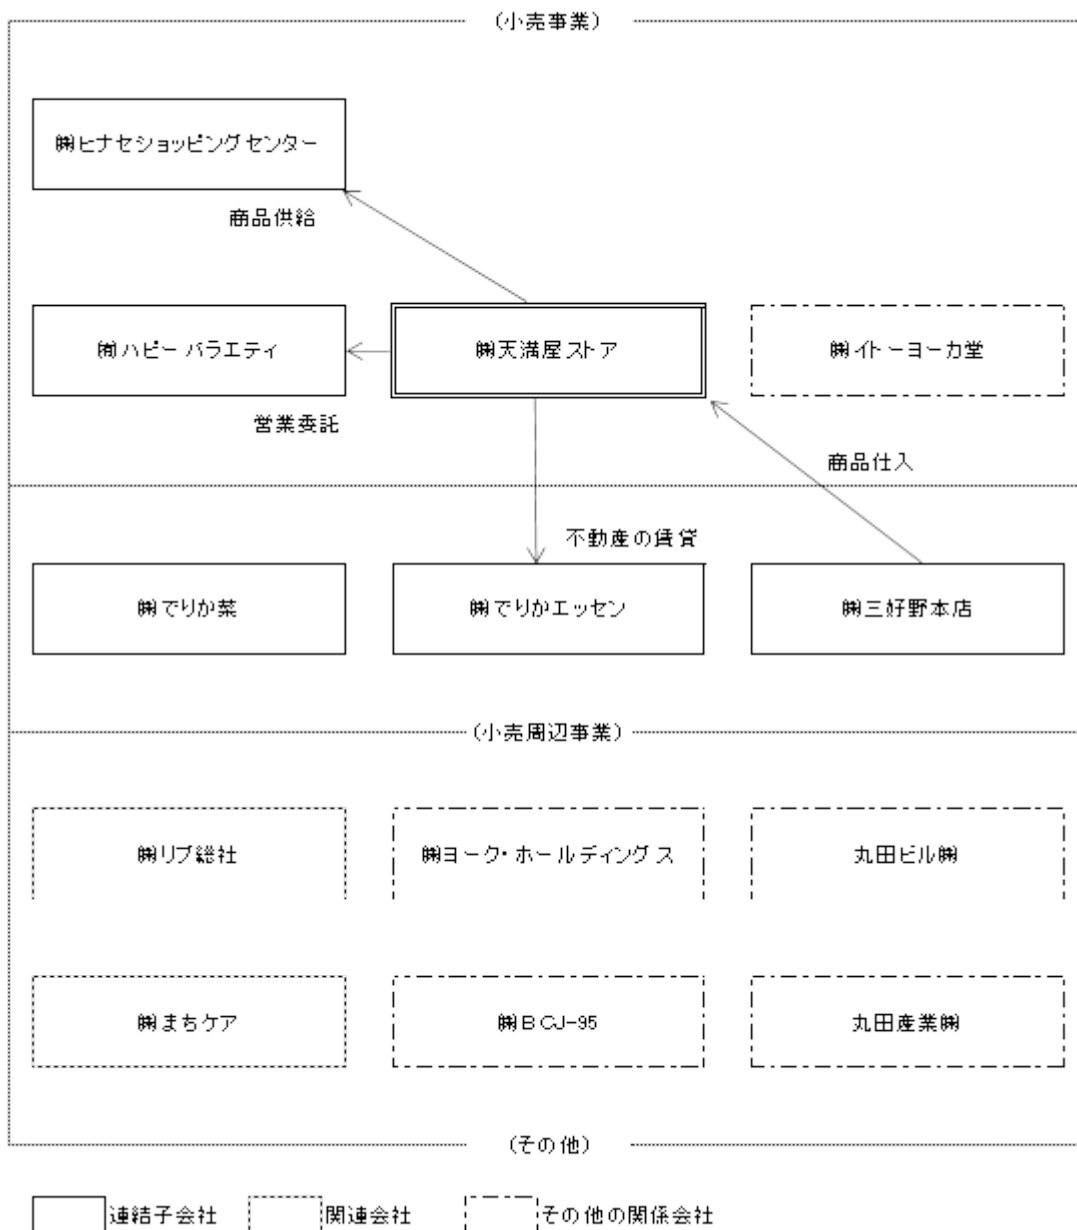 (小売事業)
㈱ヒナセショッピングセンター
商品供給
㈲ハピーバラエティ
㈱天満屋ストア
㈱イトーヨーカ堂
営業委託
商品仕入
不動産の賃貸
㈱でりか菜
㈱でりかエッセン
㈱三好野本店
(小売周辺事業)
㈱リブ総社
㈱ヨーク・ホールディングス
丸田ビル㈱
㈱まちケア
㈱BCJ-95
丸田産業㈱
(その他)
連結子会社
関連会社
その他の関係会社